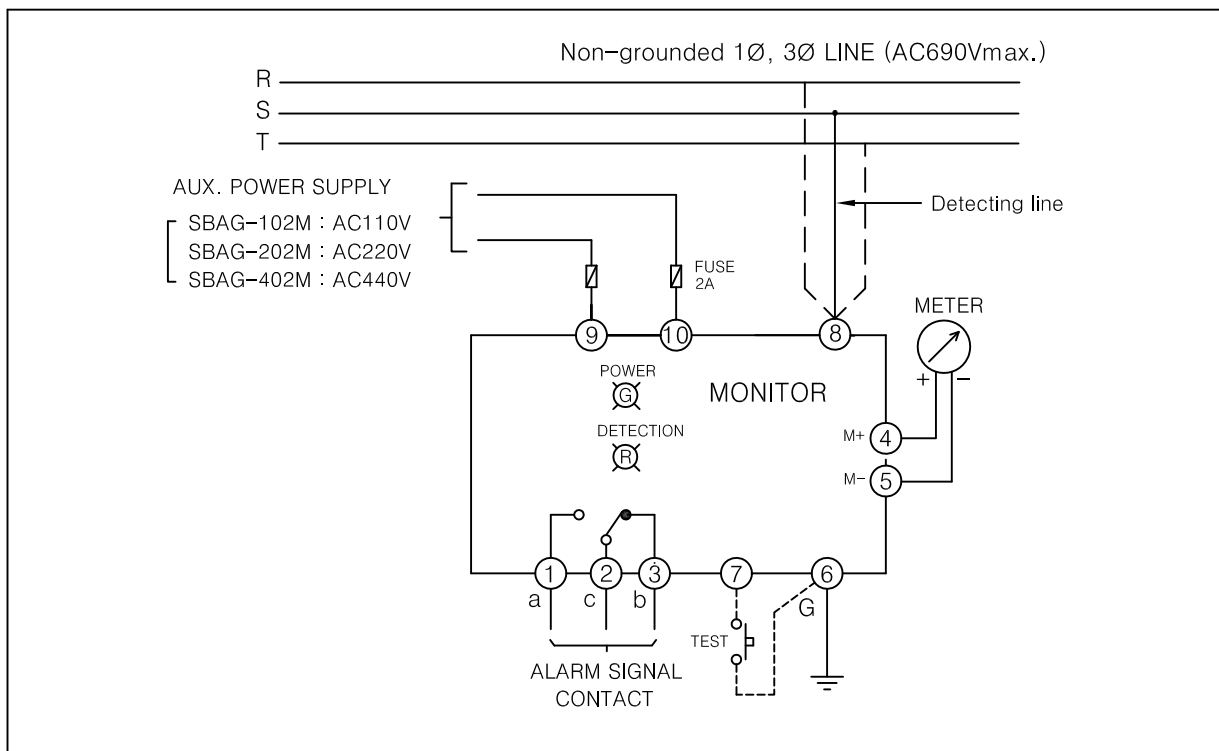 Non-grounded 1Ø, 3Ø LINE (AC690Vmax.)
R
S
T
AUX. POWER SUPPLY
SBAG-102M : AC110V
SBAG-202M : AC220V
SBAG-402M : AC440V
Detecting line
FUSE
2A
METER
9
10
8
+ -
POWER
G
MONITOR
DETECTION
R
M+ 4
M- 5
1
2
3
7
6
a
c
b
G
TEST
ALARM SIGNAL
CONTACT